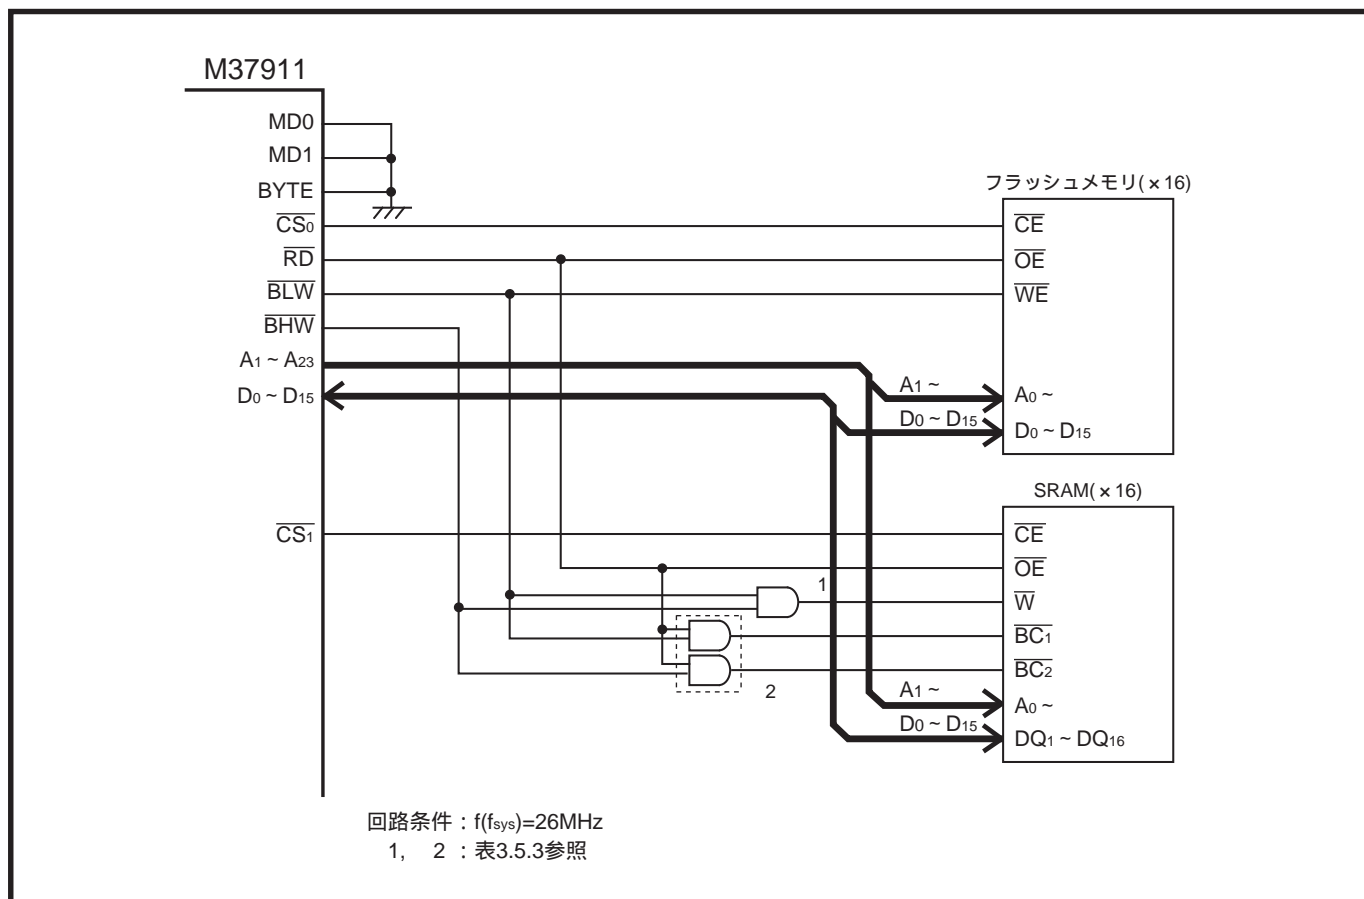 M37911
MD0
MD1
BYTE
CS0
RD
BLW
BHW
A1 ~ A23
D0 ~ D15
CS1
フラッシュメモリ(×16)
CE
OE
WE
A1 ~
A0 ~
D0 ~ D15
D0 ~ D15
SRAM(×16)
CE
OE
1
W
BC1
BC2
2
A1 ~
A0 ~
D0 ~ D15
DQ1 ~ DQ16
回路条件：f(fsys)=26MHz
1, 2 ：表3.5.3参照